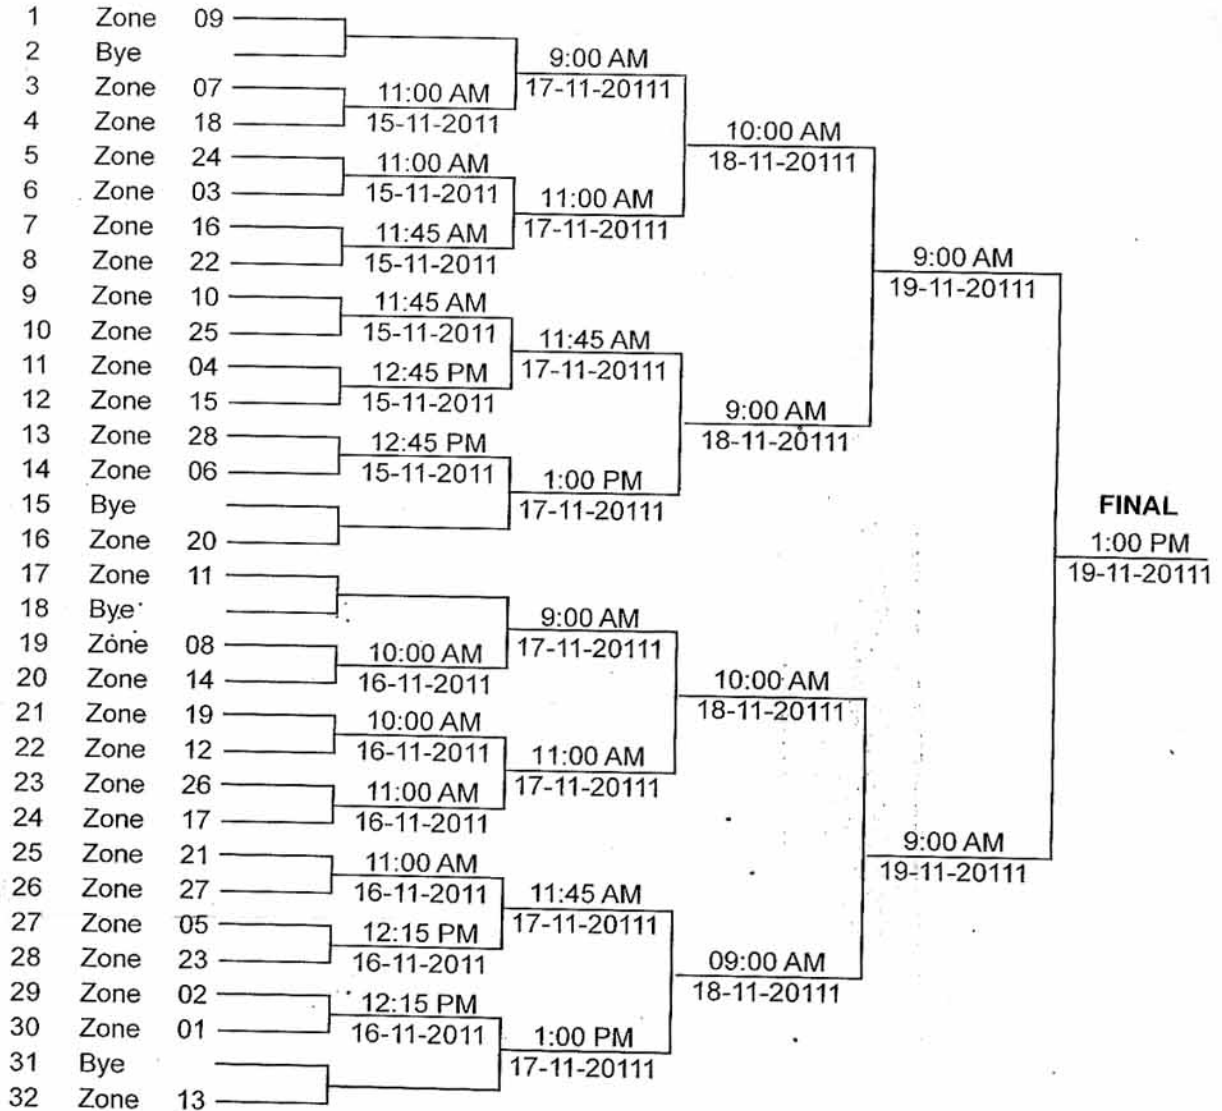 1 Zone 09
2 Bye
9:00 AM
17-11-20111
3 Zone 07
11:00 AM
15-11-2011
4 Zone 18
10:00 AM
18-11-20111
5 Zone 24
11:00 AM
15-11-2011
6 Zone 03
11:00 AM
17-11-20111
7 Zone 16
11:45 AM
15-11-2011
8 Zone 22
9:00 AM
19-11-20111
9 Zone 10
11:45 AM
15-11-2011
10 Zone 25
11:45 AM
17-11-20111
11 Zone 04
12:45 PM
15-11-2011
12 Zone 15
9:00 AM
18-11-20111
13 Zone 28
12:45 PM
15-11-2011
14 Zone 06
1:00 PM
17-11-20111
15 Bye
16 Zone 20
FINAL
1:00 PM
19-11-20111
17 Zone 11
18 Bye
9:00 AM
17-11-20111
19 Zone 08
10:00 AM
16-11-2011
20 Zone 14
10:00 AM
18-11-20111
21 Zone 19
10:00 AM
16-11-2011
22 Zone 12
11:00 AM
17-11-20111
23 Zone 26
11:00 AM
16-11-2011
24 Zone 17
9:00 AM
19-11-20111
25 Zone 21
11:00 AM
16-11-2011
26 Zone 27
11:45 AM
17-11-20111
27 Zone 05
12:15 PM
16-11-2011
28 Zone 23
09:00 AM
18-11-20111
29 Zone 02
12:15 PM
16-11-2011
30 Zone 01
1:00 PM
17-11-20111
31 Bye
32 Zone 13